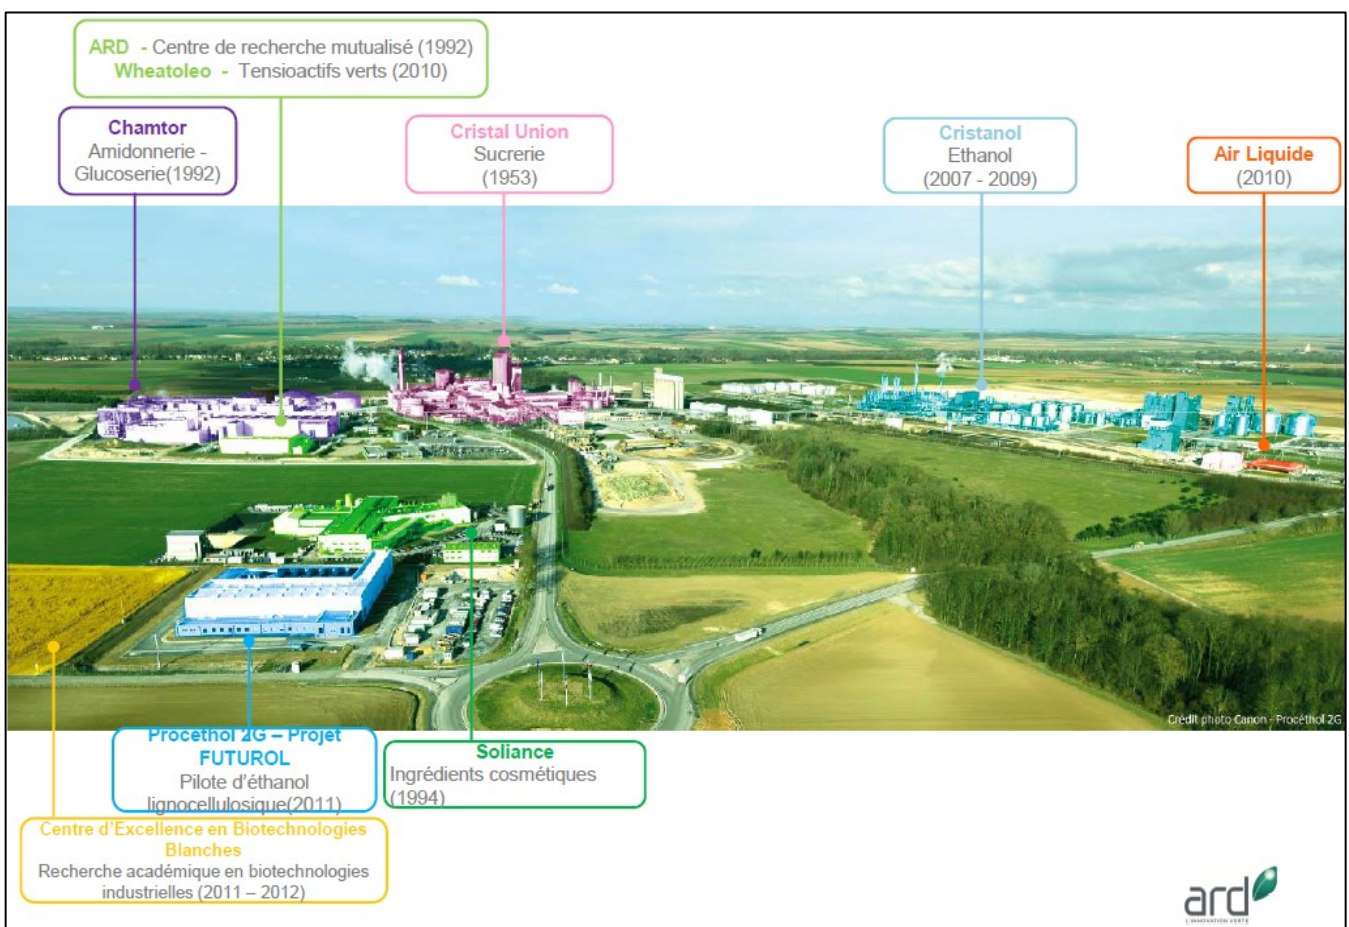 ARD - Centre de recherche mutualisé (1992)
Wheatoleo - Tensioactifs verts (2010)
Chamtor
Amidonnerie -
Glucoserie(1992)
Cristal Union
Sucrerie
(1953)
Cristanol
Ethanol
(2007 - 2009)
Air Liquide
(2010)
Crédit photo Canon - Procéthol 2G
Procethol 2G – Projet
FUTUROL
Pilote d'éthanol
lignocellulosique(2011)
Soliance
Ingrédients cosmétiques
(1994)
Centre d'Excellence en Biotechnologies
Blanches
Recherche académique en biotechnologies
industrielles (2011 – 2012)
ard
L'INNOVATION VERTE